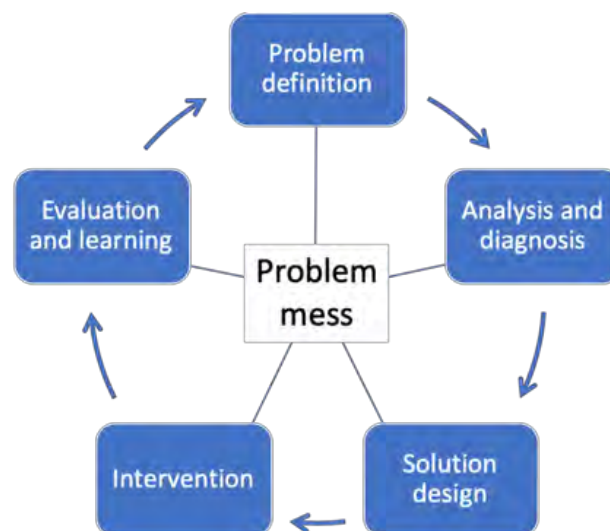 Problem
definition
Analysis and
diagnosis
Solution
design
Intervention
Evaluation
and learning
Problem
mess